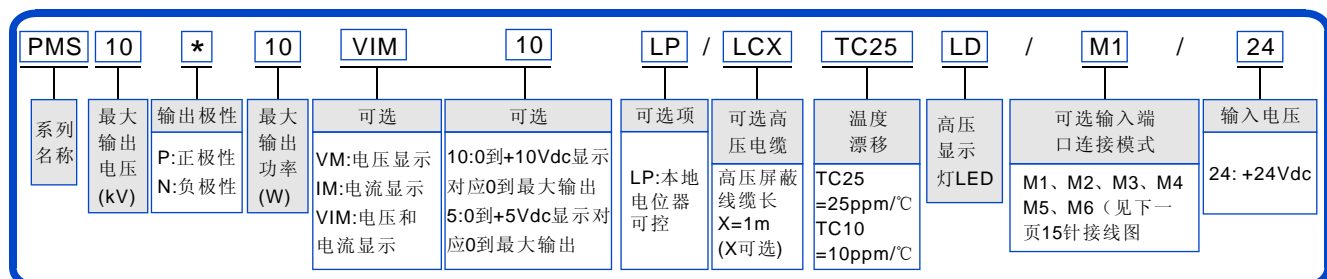 PMS 10 * 10 VIM 10 LP / LCX TC25 LD / M1 / 24
系列
名称
最大
输出
电压
(kV)
输出极性
P:正极性
N:负极性
最大
输出
功率
(W)
可选
VM:电压显示
IM:电流显示
VIM:电压和
电流显示
可选
10:0到+10Vdc显示
对应0到最大输出
5:0到+5Vdc显示对
应0到最大输出
可选项
LP:本地
电位器
可控
可选高
压电缆
高压屏蔽
线缆长
X=1m
(X可选)
温度
漂移
TC25
=25ppm/℃
TC10
=10ppm/℃
高压
显示
灯LED
可选输入端
口连接模式
M1、M2、M3、M4
M5、M6（见下一
页15针接线图
输入电压
24: +24Vdc